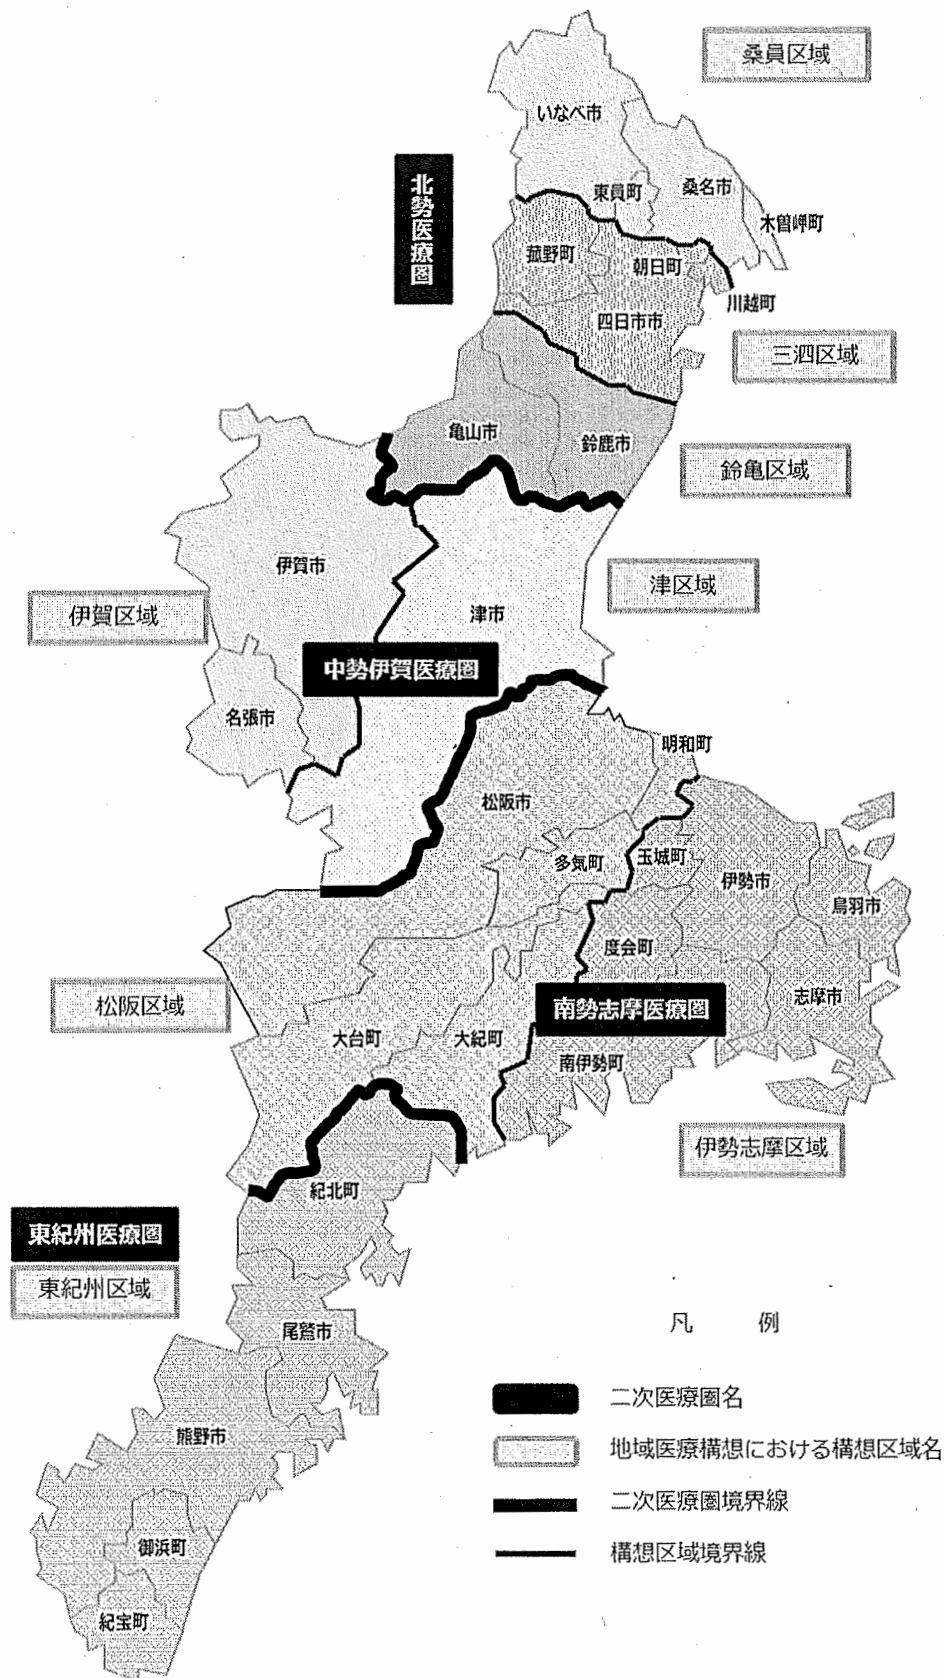 桑員区域
いなべ市
北勢医療圏
東員町
桑名市
木曽岬町
菰野町
朝日町
川越町
四日市市
三泗区域
亀山市
鈴鹿市
鈴亀区域
伊賀市
津区域
伊賀区域
津市
中勢伊賀医療圏
名張市
明和町
松阪市
多気町
玉城町
伊勢市
鳥羽市
度会町
松阪区域
南勢志摩医療圏
志摩市
大台町
大紀町
南伊勢町
伊勢志摩区域
紀北町
東紀州医療圏
東紀州区域
尾鷲市
凡 例
二次医療圏名
熊野市
地域医療構想における構想区域名
二次医療圏境界線
御浜町
構想区域境界線
紀宝町